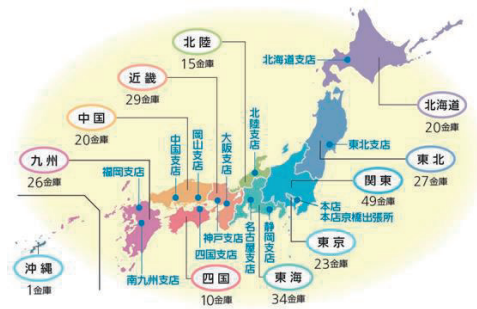 北陸
15金庫
近畿
29金庫
中国
20金庫
九州
26金庫
福岡支店
中国支店
岡山支店
大阪支店
北陸支店
北海道支店
北海道
20金庫
東北支店
東北
27金庫
関東
49金庫
本店
本店京橋出張所
東京
23金庫
静岡支店
名古屋支店
神戸支店
四国支店
東海
34金庫
四国
10金庫
南九州支店
沖縄
1金庫